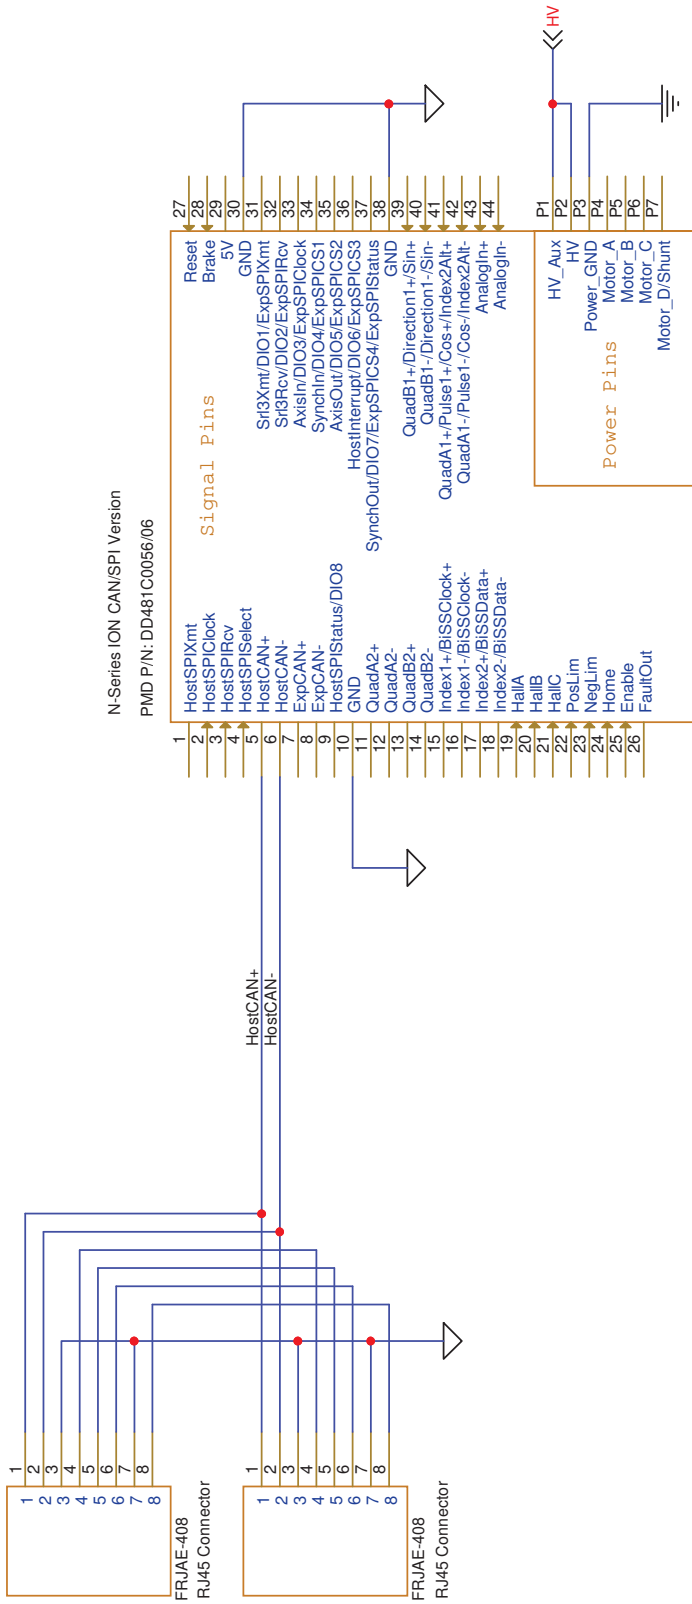 N-Series ION CAN/SPI Version
PMD P/N: DD481C0056/06
Signal Pins
1 HostSPIXmt
2 HostSPIClock
3 HostSPIRcv
4 HostSPISelect
5 HostCAN+
6 HostCAN-
7 ExpCAN+
8 ExpCAN-
9 HostSPIStatus/DIO8
10 GND
11 QuadA2+
12 QuadA2-
13 QuadB2+
14 QuadB2-
15 Index1+/BiSSClock+
16 Index1-/BiSSClock-
17 Index2+/BiSSData+
18 Index2-/BiSSData-
19 HallA
20 HallB
21 HallC
22 PosLim
23 NegLim
24 Home
25 Enable
26 FaultOut
Reset 27
Brake 28
5V 29
GND 30
Srl3Xmt/DIO1/ExpSPIXmt 31
Srl3Rcv/DIO2/ExpSPIRcv 32
AxisIn/DIO3/ExpSPIClock 33
SynchIn/DIO4/ExpSPICS1 34
AxisOut/DIO5/ExpSPICS2 35
HostInterrupt/DIO6/ExpSPICS3 36
SynchOut/DIO7/ExpSPICS4/ExpSPIStatus 37
GND 38
QuadB1+/Direction1+/Sin+ 39
QuadB1-/Direction1-/Sin- 40
QuadA1+/Pulse1+/Cos+/Index2Alt+ 41
QuadA1-/Pulse1-/Cos-/Index2Alt- 42
AnalogIn+ 43
AnalogIn- 44
Power Pins
HV_Aux P1
HV P2
Power_GND P3
Motor_A P4
Motor_B P5
Motor_C P6
Motor_D/Shunt P7
HV
HostCAN+
HostCAN-
1 1
2 2
3 3
4 4
5 5
6 6
7 7
8 8
FRJAE-408
RJ45 Connector
1 1
2 2
3 3
4 4
5 5
6 6
7 7
8 8
FRJAE-408
RJ45 Connector